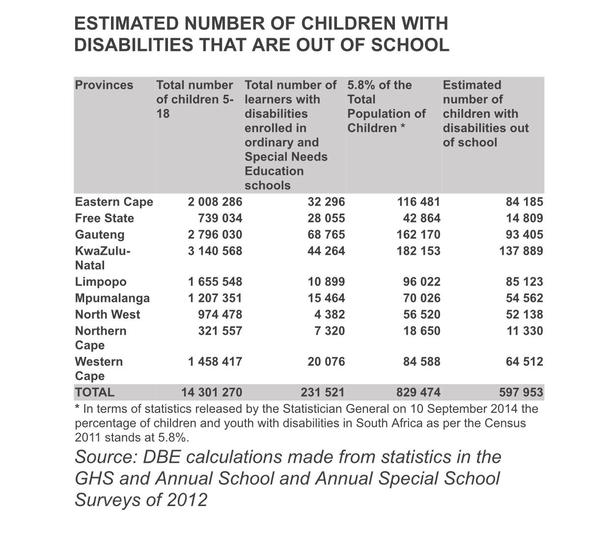 ESTIMATED NUMBER OF CHILDREN WITH
DISABILITIES THAT ARE OUT OF SCHOOL
Provinces Total number of children 5-18 Total number of learners with disabilities enrolled in ordinary and Special Needs Education schools 5.8% of the Total Population of Children * Estimated number of children with disabilities out of school
Eastern Cape 2 008 286 32 296 116 481 84 185
Free State 739 034 28 055 42 864 14 809
Gauteng 2 796 030 68 765 162 170 93 405
KwaZulu-Natal 3 140 568 44 264 182 153 137 889
Limpopo 1 655 548 10 899 96 022 85 123
Mpumalanga 1 207 351 15 464 70 026 54 562
North West 974 478 4 382 56 520 52 138
Northern Cape 321 557 7 320 18 650 11 330
Western Cape 1 458 417 20 076 84 588 64 512
TOTAL 14 301 270 231 521 829 474 597 953
* In terms of statistics released by the Statistician General on 10 September 2014 the
percentage of children and youth with disabilities in South Africa as per the Census
2011 stands at 5.8%.
Source: DBE calculations made from statistics in the
GHS and Annual School and Annual Special School
Surveys of 2012